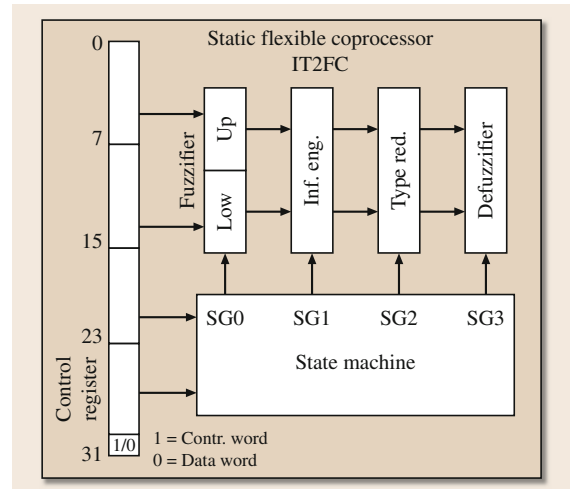 Static flexible coprocessor
IT2FC
0
7
15
23
31
Control
register
1/0
1 = Contr. word
0 = Data word
Fuzzifier
Up
Low
Inf. eng.
Type red.
Defuzzifier
SG0
SG1
SG2
SG3
State machine